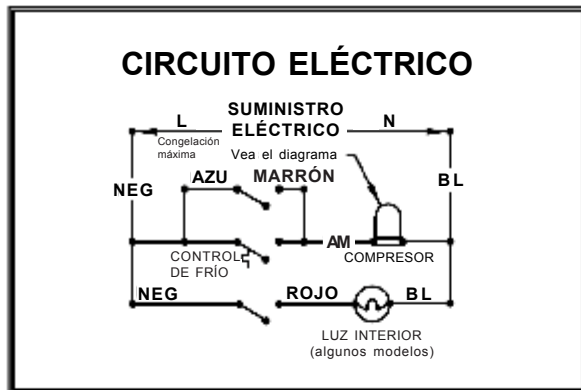 CIRCUITO ELÉCTRICO
L SUMINISTRO N
ELÉCTRICO
Congelación
máxima
Vea el diagrama
NEG AZU MARRÓN BL
AM
CONTROL
DE FRÍO
COMPRESOR
NEG ROJO BL
LUZ INTERIOR
(algunos modelos)